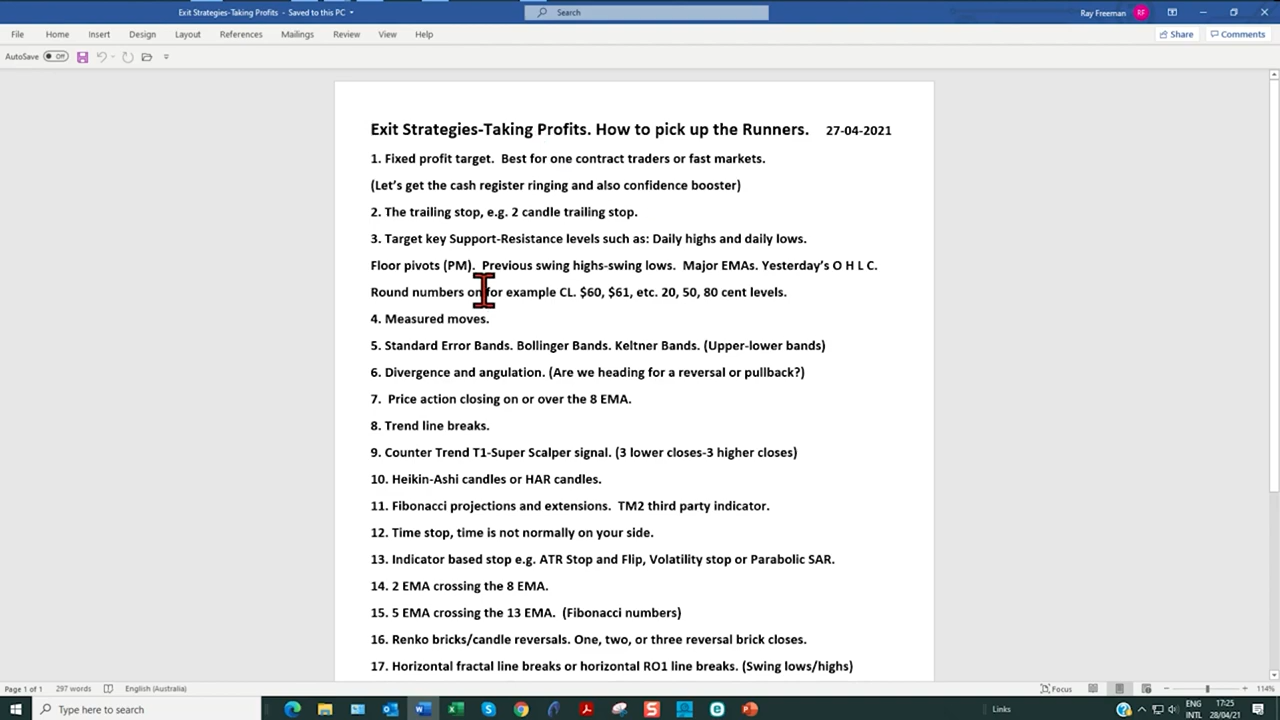 Exit Strategies-Taking Profits - Saved to this PC
Search
Ray Freeman
RF
File Home Insert Design Layout References Mailings Review View Help
Share
Comments
AutoSave Off
Exit Strategies-Taking Profits. How to pick up the Runners. 27-04-2021
1. Fixed profit target. Best for one contract traders or fast markets.
(Let's get the cash register ringing and also confidence booster)
2. The trailing stop, e.g. 2 candle trailing stop.
3. Target key Support-Resistance levels such as: Daily highs and daily lows.
Floor pivots (PM). Previous swing highs-swing lows. Major EMAs. Yesterday's O H L C.
Round numbers on for example CL. $60, $61, etc. 20, 50, 80 cent levels.
4. Measured moves.
5. Standard Error Bands. Bollinger Bands. Keltner Bands. (Upper-lower bands)
6. Divergence and angulation. (Are we heading for a reversal or pullback?)
7. Price action closing on or over the 8 EMA.
8. Trend line breaks.
9. Counter Trend T1-Super Scalper signal. (3 lower closes-3 higher closes)
10. Heikin-Ashi candles or HAR candles.
11. Fibonacci projections and extensions. TM2 third party indicator.
12. Time stop, time is not normally on your side.
13. Indicator based stop e.g. ATR Stop and Flip, Volatility stop or Parabolic SAR.
14. 2 EMA crossing the 8 EMA.
15. 5 EMA crossing the 13 EMA. (Fibonacci numbers)
16. Renko bricks/candle reversals. One, two, or three reversal brick closes.
17. Horizontal fractal line breaks or horizontal RO1 line breaks. (Swing lows/highs)
Page 1 of 1 297 words English (Australia)
Focus
114%
Type here to search
Links
ENG
INTL
17:25
28/04/21